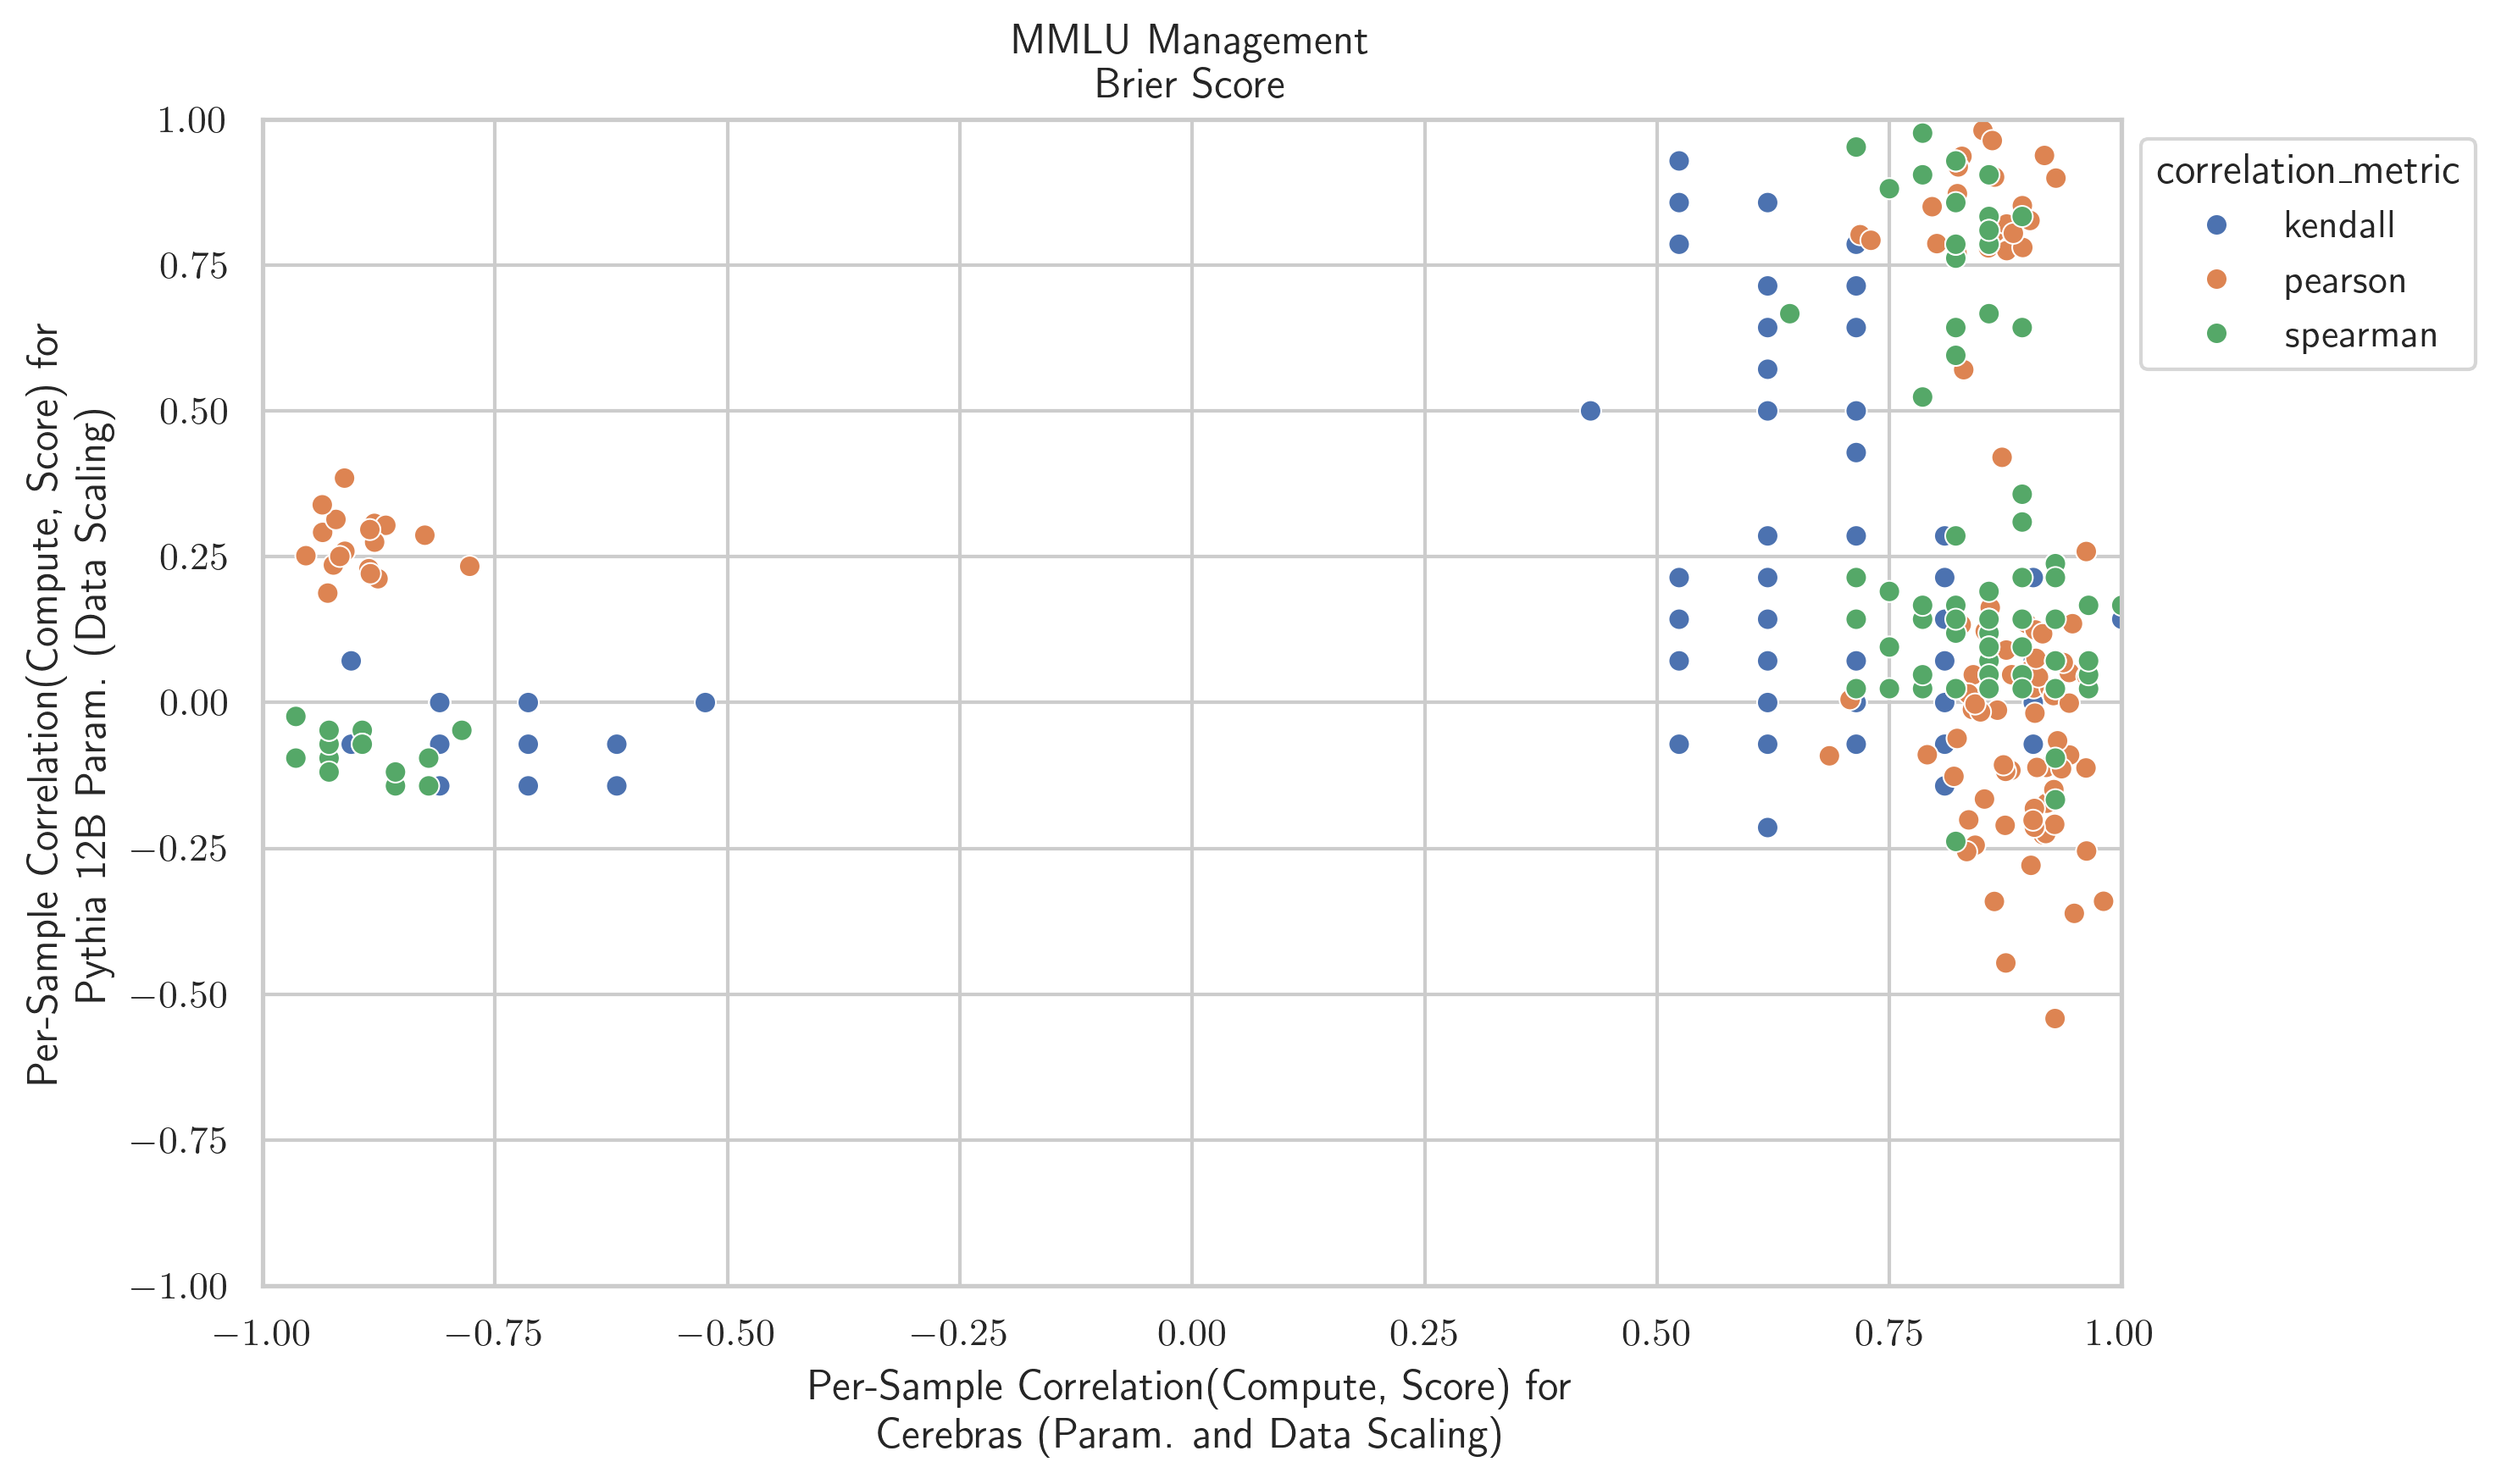 MMLU Management
Brier Score
Per-Sample Correlation(Compute, Score) for
Pythia 12B Param. (Data Scaling)
1.00
0.75
0.50
0.25
0.00
−0.25
−0.50
−0.75
−1.00
−1.00 −0.75 −0.50 −0.25 0.00 0.25 0.50 0.75 1.00
Per-Sample Correlation(Compute, Score) for
Cerebras (Param. and Data Scaling)
correlation_metric
kendall
pearson
spearman